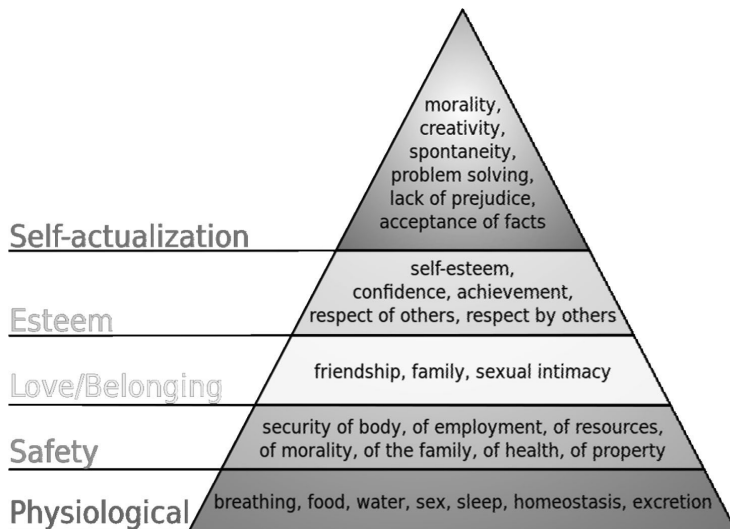 morality,
creativity,
spontaneity,
problem solving,
lack of prejudice,
acceptance of facts
Self-actualization
self-esteem,
confidence, achievement,
respect of others, respect by others
Esteem
friendship, family, sexual intimacy
Love/Belonging
security of body, of employment, of resources,
of morality, of the family, of health, of property
Safety
breathing, food, water, sex, sleep, homeostasis, excretion
Physiological